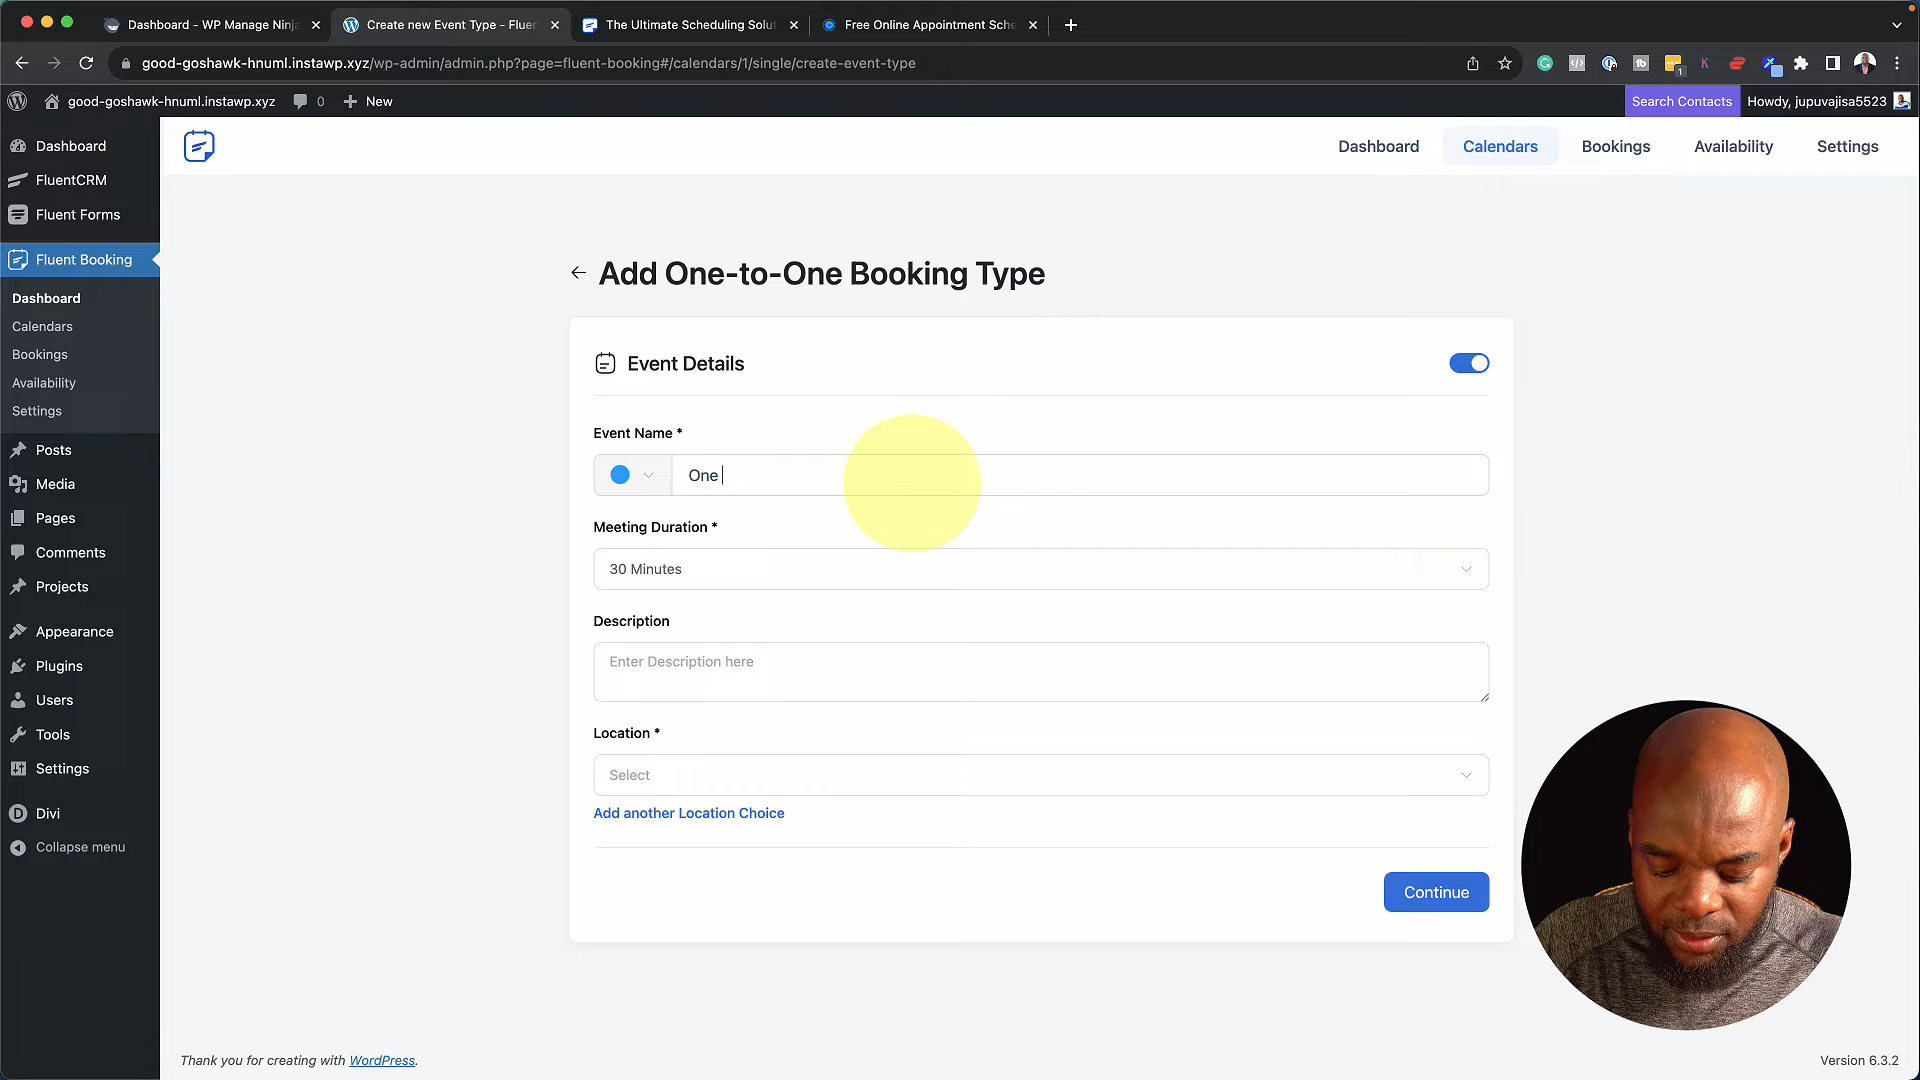 Dashboard - WP Manage Ninja
Create new Event Type - Fluen
The Ultimate Scheduling Solut
Free Online Appointment Sche
good-goshawk-hnuml.instawp.xyz/wp-admin/admin.php?page=fluent-booking#/calendars/1/single/create-event-type
good-goshawk-hnuml.instawp.xyz
0
New
Search Contacts
Howdy, jupuvajisa5523
Dashboard
FluentCRM
Fluent Forms
Fluent Booking
Dashboard
Calendars
Bookings
Availability
Settings
Posts
Media
Pages
Comments
Projects
Appearance
Plugins
Users
Tools
Settings
Divi
Collapse menu
Dashboard
Calendars
Bookings
Availability
Settings
Add One-to-One Booking Type
Event Details
Event Name *
One
Meeting Duration *
30 Minutes
Description
Enter Description here
Location *
Select
Add another Location Choice
Continue
Thank you for creating with WordPress.
Version 6.3.2